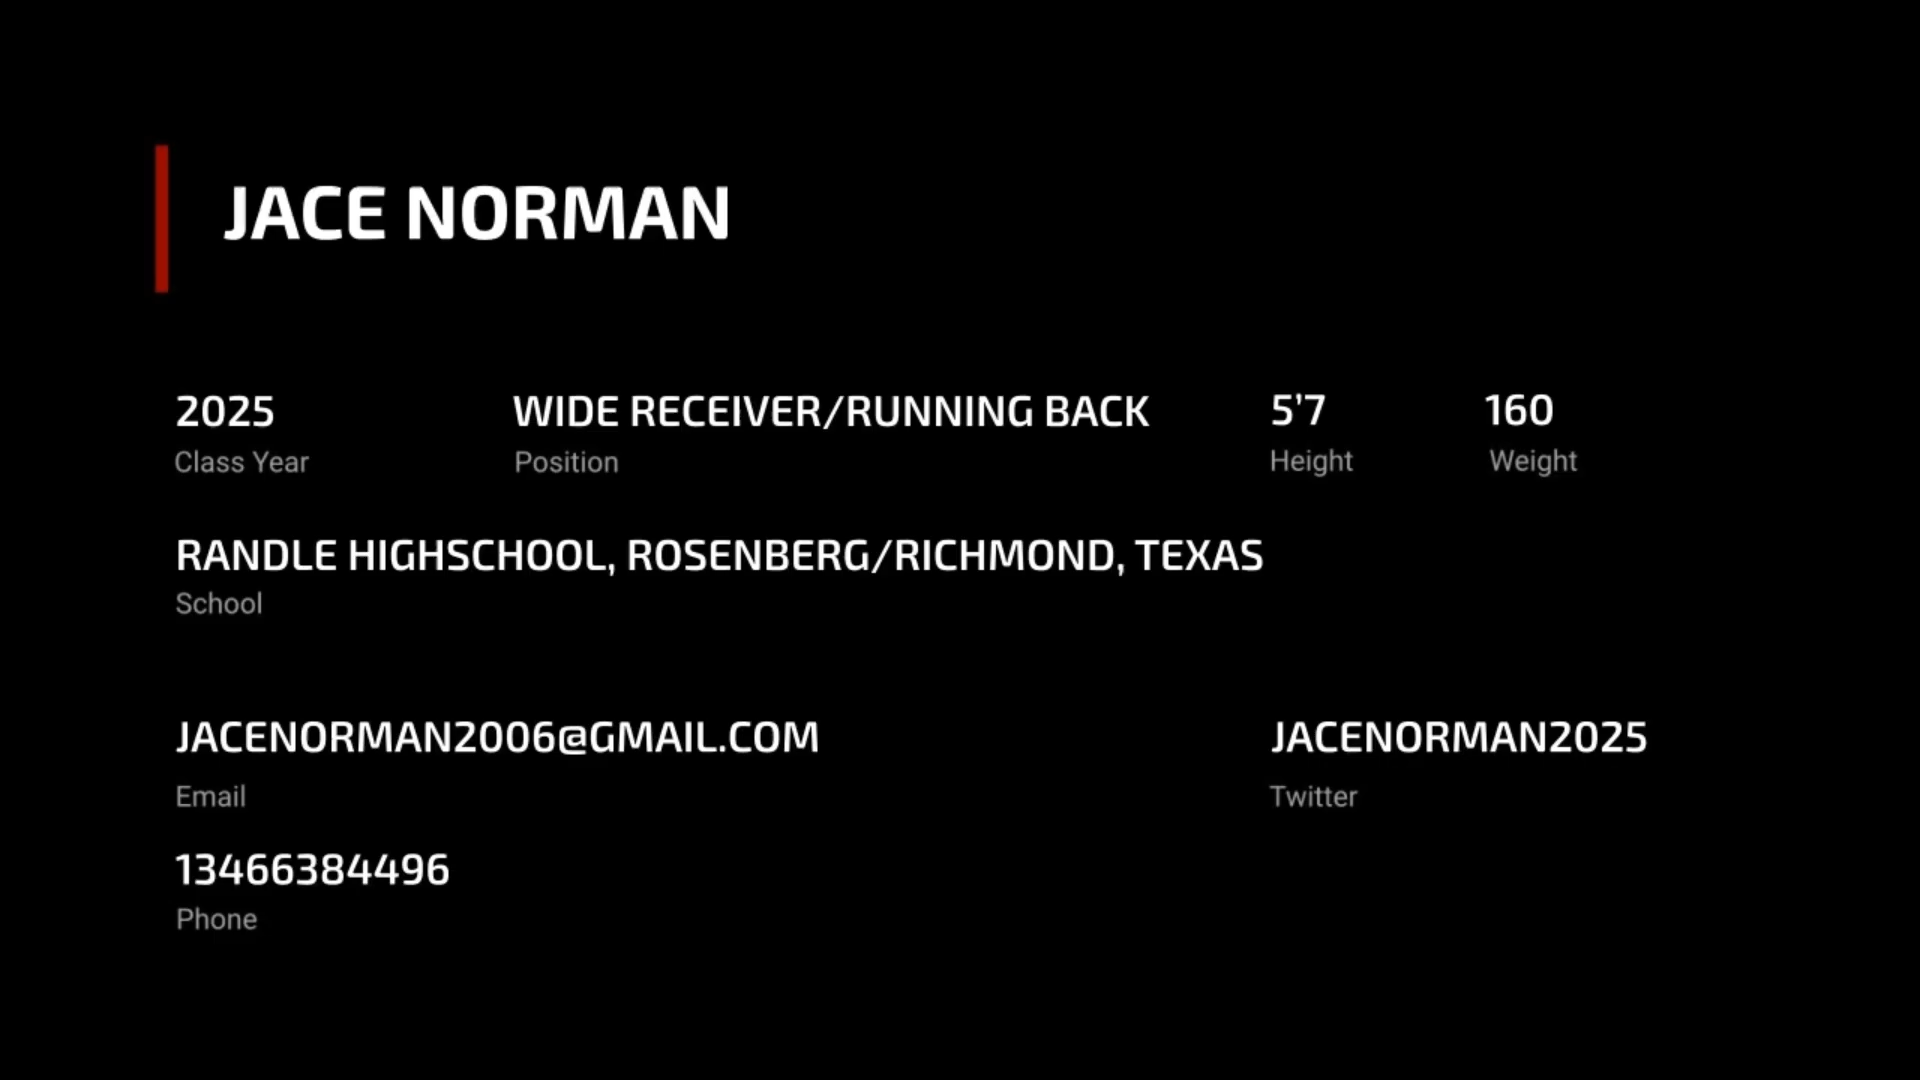 JACE NORMAN
2025 WIDE RECEIVER/RUNNING BACK 5'7 160
Class Year Position Height Weight
RANDLE HIGHSCHOOL, ROSENBERG/RICHMOND, TEXAS
School
JACENORMAN2006@GMAIL.COM JACENORMAN2025
Email Twitter
13466384496
Phone